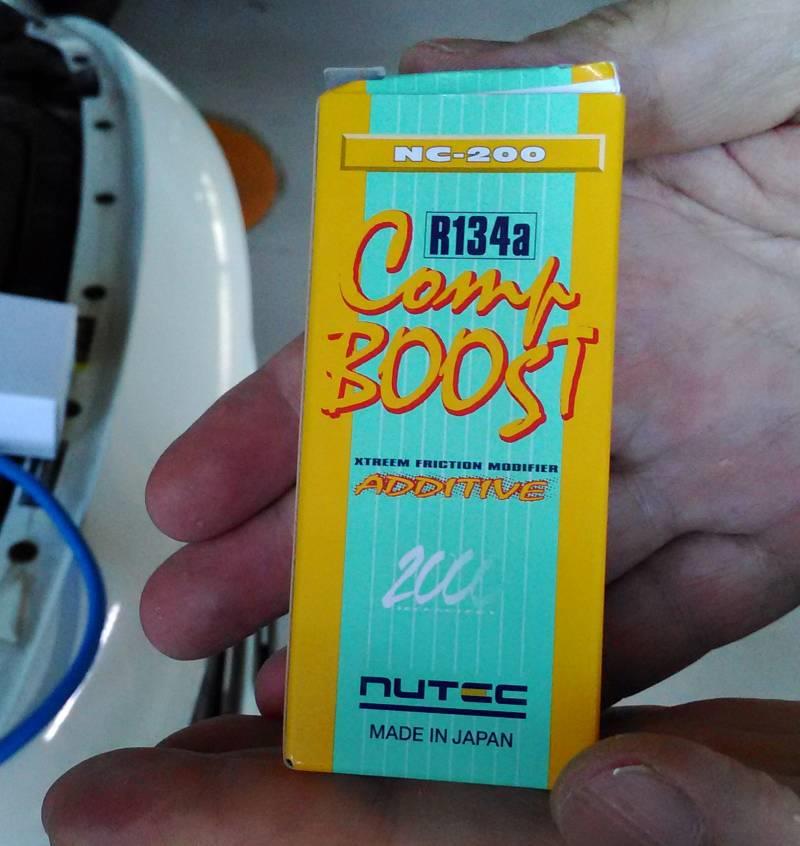 NC-200
R134a
Comp
BOOST
XTREEM FRICTION MODIFIER
ADDITIVE
NUTEC
MADE IN JAPAN